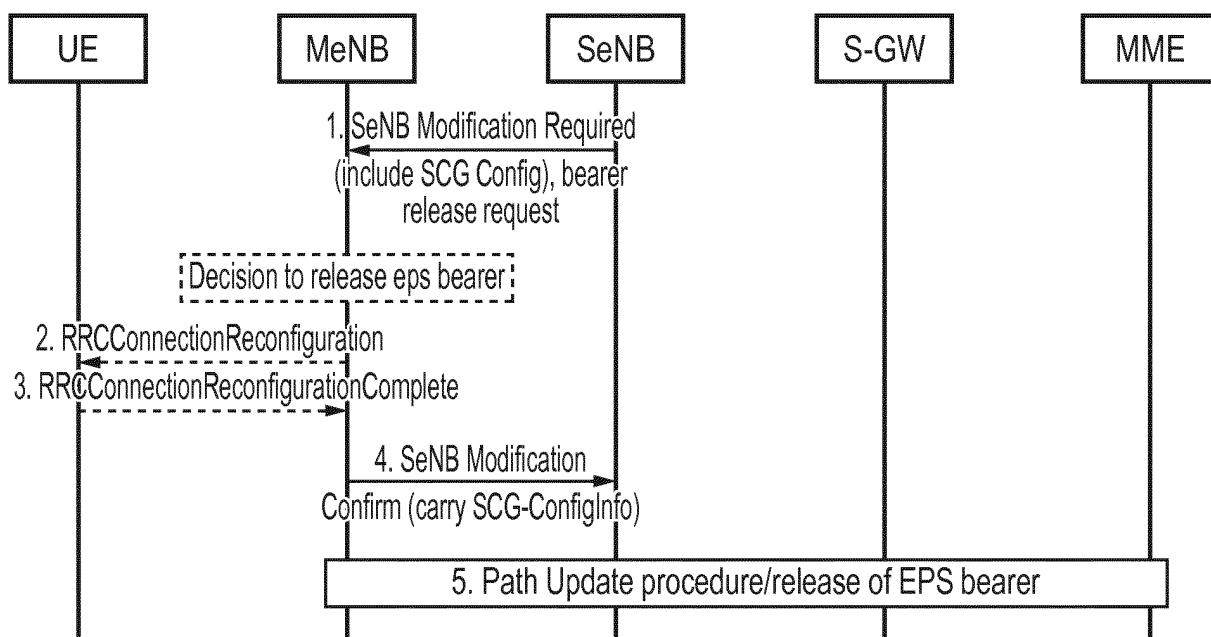 UE MeNB SeNB S-GW MME
1. SeNB Modification Required
(include SCG Config), bearer
release request
Decision to release eps bearer
2. RRCConnectionReconfiguration
3. RRCConnectionReconfigurationComplete
4. SeNB Modification
Confirm (carry SCG-ConfigInfo)
5. Path Update procedure/release of EPS bearer